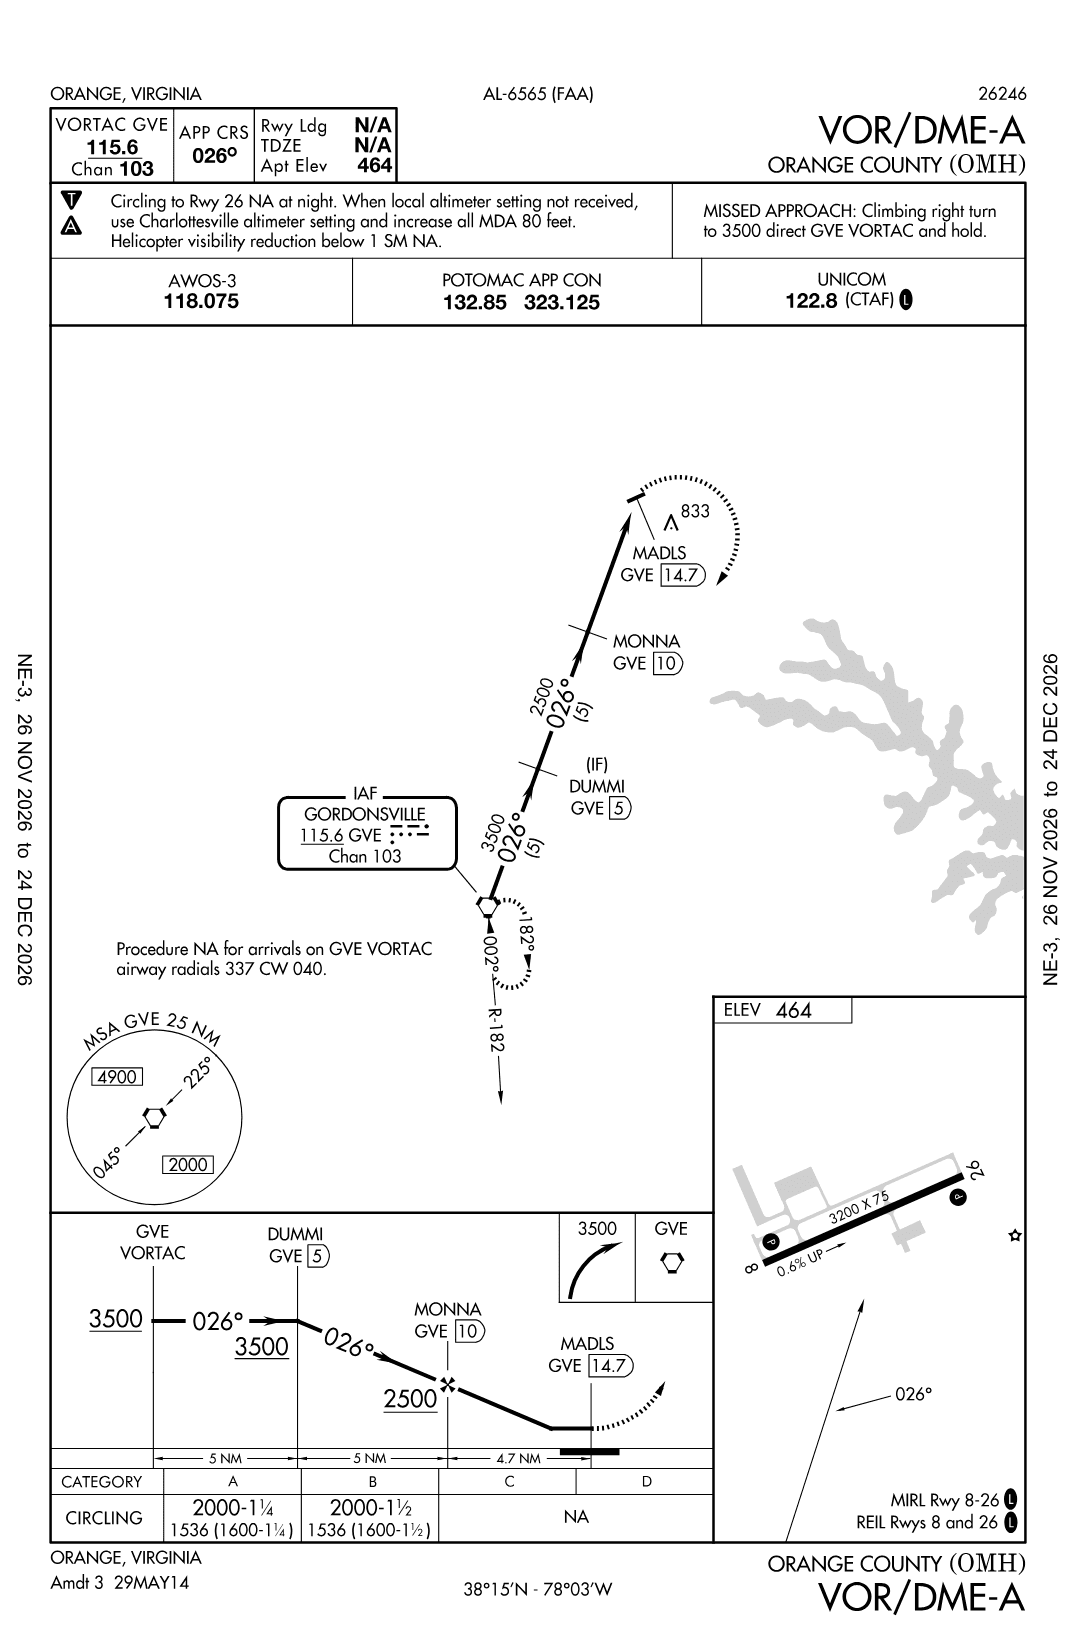 ORANGE, VIRGINIA
AL-6565 (FAA)
26246
VORTAC GVE
115.6
Chan 103
APP CRS
026°
Rwy Ldg N/A
TDZE N/A
Apt Elev 464
VOR/DME-A
ORANGE COUNTY (OMH)
T
A
Circling to Rwy 26 NA at night. When local altimeter setting not received,
use Charlottesville altimeter setting and increase all MDA 80 feet.
Helicopter visibility reduction below 1 SM NA.
MISSED APPROACH: Climbing right turn
to 3500 direct GVE VORTAC and hold.
AWOS-3
118.075
POTOMAC APP CON
132.85 323.125
UNICOM
122.8 (CTAF) L
833
MADLS
GVE 14.7
MONNA
GVE 10
2500
026°
(5)
(IF)
DUMMI
GVE 5
3500
026°
(5)
IAF
GORDONSVILLE
115.6 GVE
Chan 103
182°
002°
R-182
Procedure NA for arrivals on GVE VORTAC
airway radials 337 CW 040.
MSA GVE 25 NM
4900
225°
045°
2000
NE-3, 26 NOV 2026 to 24 DEC 2026
NE-3, 26 NOV 2026 to 24 DEC 2026
ELEV 464
26
3200 X 75
P
P
8
0.6% UP
026°
MIRL Rwy 8-26 L
REIL Rwys 8 and 26 L
GVE
VORTAC
DUMMI
GVE 5
3500
GVE
3500
026°
3500
026°
MONNA
GVE 10
2500
MADLS
GVE 14.7
5 NM
5 NM
4.7 NM
CATEGORY A B C D
CIRCLING
2000-1¼
1536 (1600-1¼)
2000-1½
1536 (1600-1½)
NA
ORANGE, VIRGINIA
Amdt 3 29MAY14
38°15'N - 78°03'W
ORANGE COUNTY (OMH)
VOR/DME-A